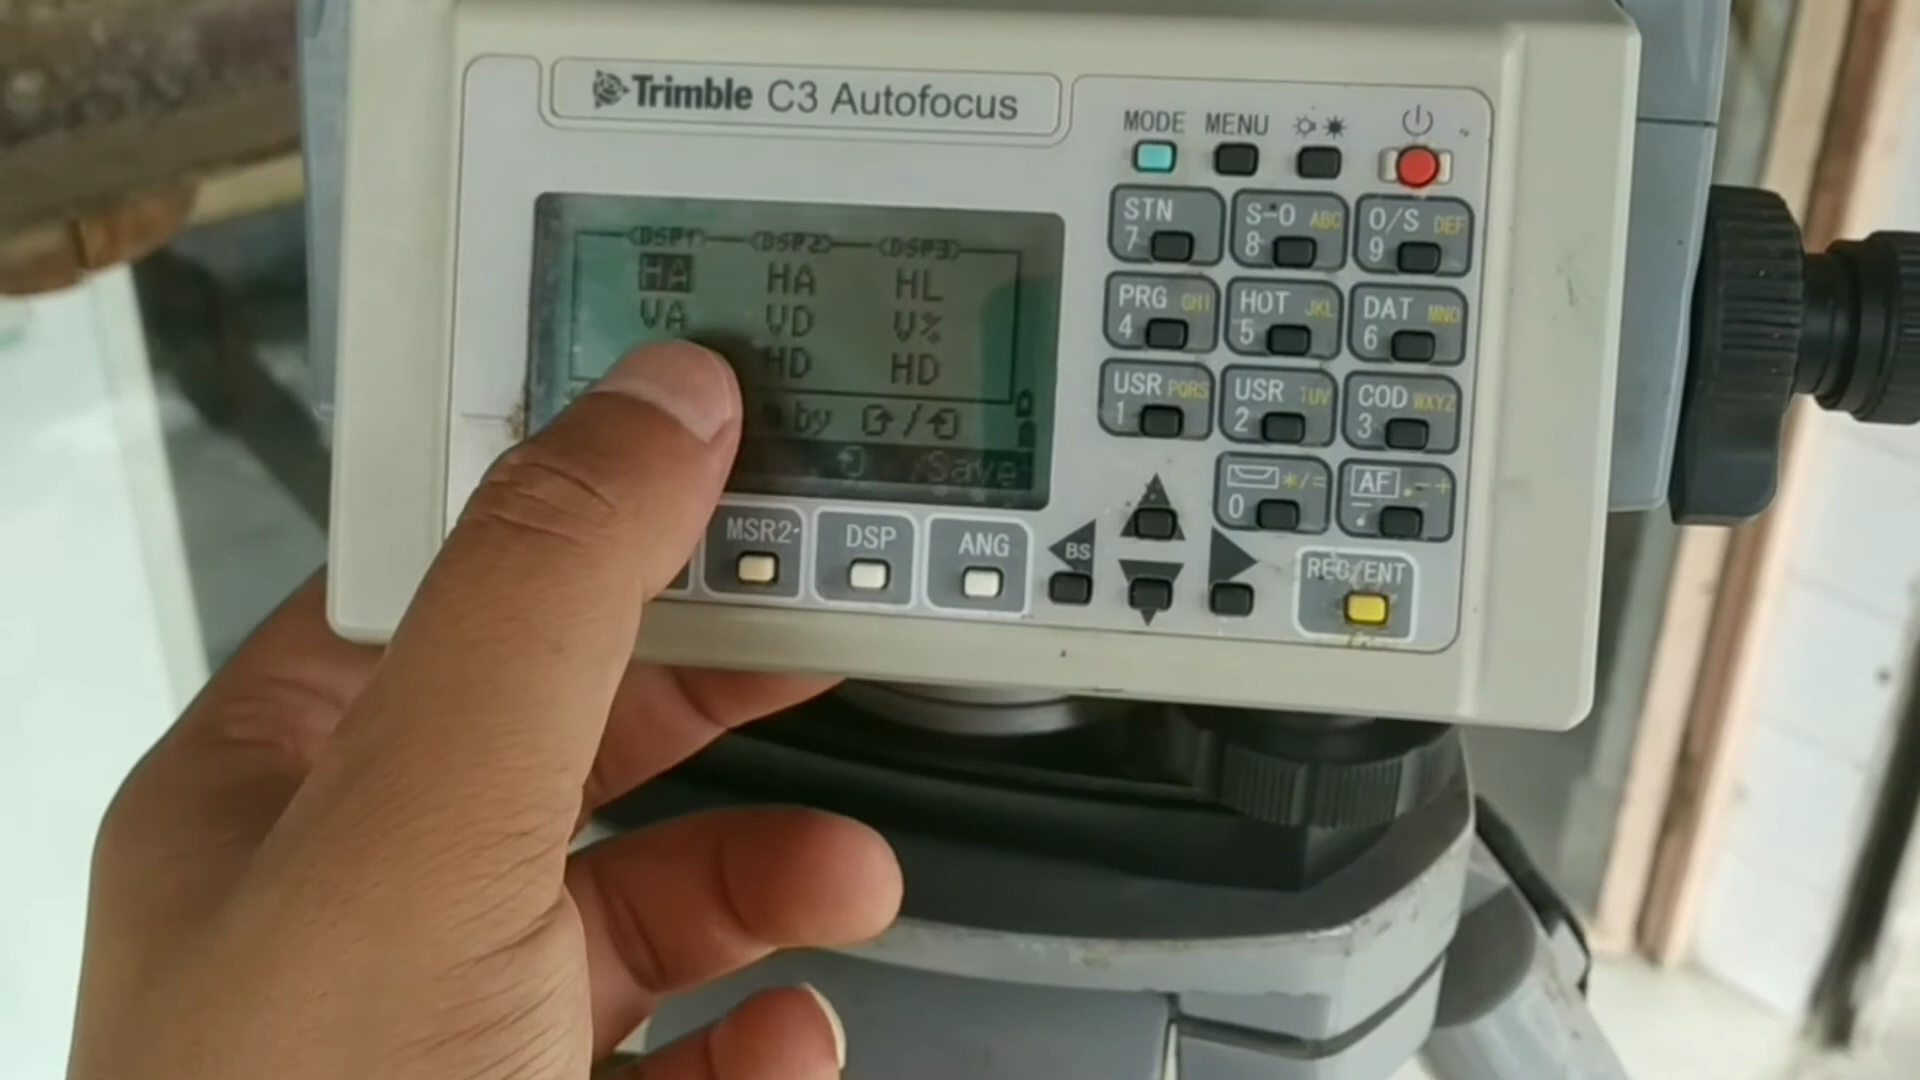 Trimble C3 Autofocus
MODE MENU
<DSP1> <DSP2> <DSP3>
HA HA HL
VA VD V%
HD HD
by /
Save
STN
7
S-O ABC
8
O/S DEF
9
PRG GHI
4
HOT JKL
5
DAT MNO
6
USR PQRS
1
USR TUV
2
COD WXYZ
3
*/=
0
AF .-+
MSR2
DSP
ANG
BS
REC/ENT